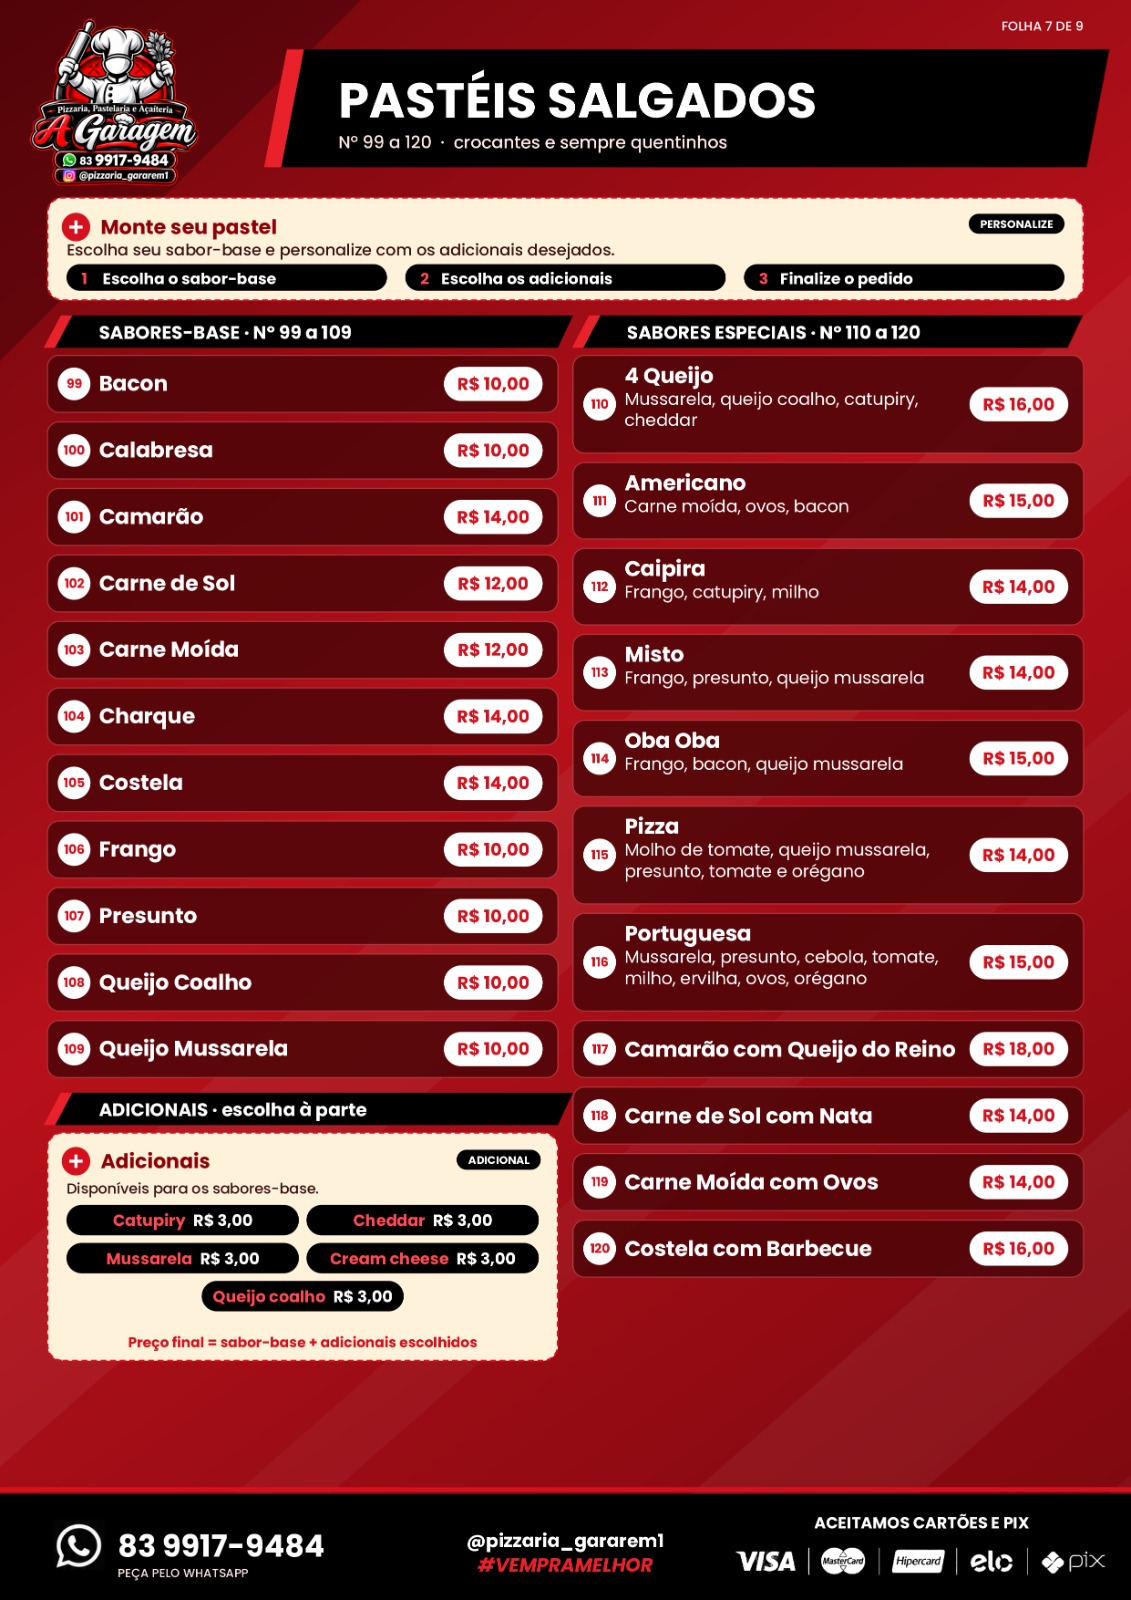 FOLHA 7 DE 9
Pizzaria, Pastelaria e Açaiteria
A Garagem
83 9917-9484
@pizzaria_gararem1
PASTÉIS SALGADOS
Nº 99 a 120 · crocantes e sempre quentinhos
Monte seu pastel
PERSONALIZE
Escolha seu sabor-base e personalize com os adicionais desejados.
1 Escolha o sabor-base
2 Escolha os adicionais
3 Finalize o pedido
SABORES-BASE · Nº 99 a 109
99 Bacon R$ 10,00
100 Calabresa R$ 10,00
101 Camarão R$ 14,00
102 Carne de Sol R$ 12,00
103 Carne Moída R$ 12,00
104 Charque R$ 14,00
105 Costela R$ 14,00
106 Frango R$ 10,00
107 Presunto R$ 10,00
108 Queijo Coalho R$ 10,00
109 Queijo Mussarela R$ 10,00
ADICIONAIS · escolha à parte
Adicionais
ADICIONAL
Disponíveis para os sabores-base.
Catupiry R$ 3,00
Cheddar R$ 3,00
Mussarela R$ 3,00
Cream cheese R$ 3,00
Queijo coalho R$ 3,00
Preço final = sabor-base + adicionais escolhidos
SABORES ESPECIAIS · Nº 110 a 120
4 Queijo
110 Mussarela, queijo coalho, catupiry, R$ 16,00
cheddar
Americano
111 Carne moída, ovos, bacon R$ 15,00
Caipira
112 Frango, catupiry, milho R$ 14,00
Misto
113 Frango, presunto, queijo mussarela R$ 14,00
Oba Oba
114 Frango, bacon, queijo mussarela R$ 15,00
Pizza
115 Molho de tomate, queijo mussarela, R$ 14,00
presunto, tomate e orégano
Portuguesa
116 Mussarela, presunto, cebola, tomate, R$ 15,00
milho, ervilha, ovos, orégano
117 Camarão com Queijo do Reino R$ 18,00
118 Carne de Sol com Nata R$ 14,00
119 Carne Moída com Ovos R$ 14,00
120 Costela com Barbecue R$ 16,00
83 9917-9484
PEÇA PELO WHATSAPP
@pizzaria_gararem1
#VEMPRAMELHOR
ACEITAMOS CARTÕES E PIX
VISA MasterCard Hipercard elo pix